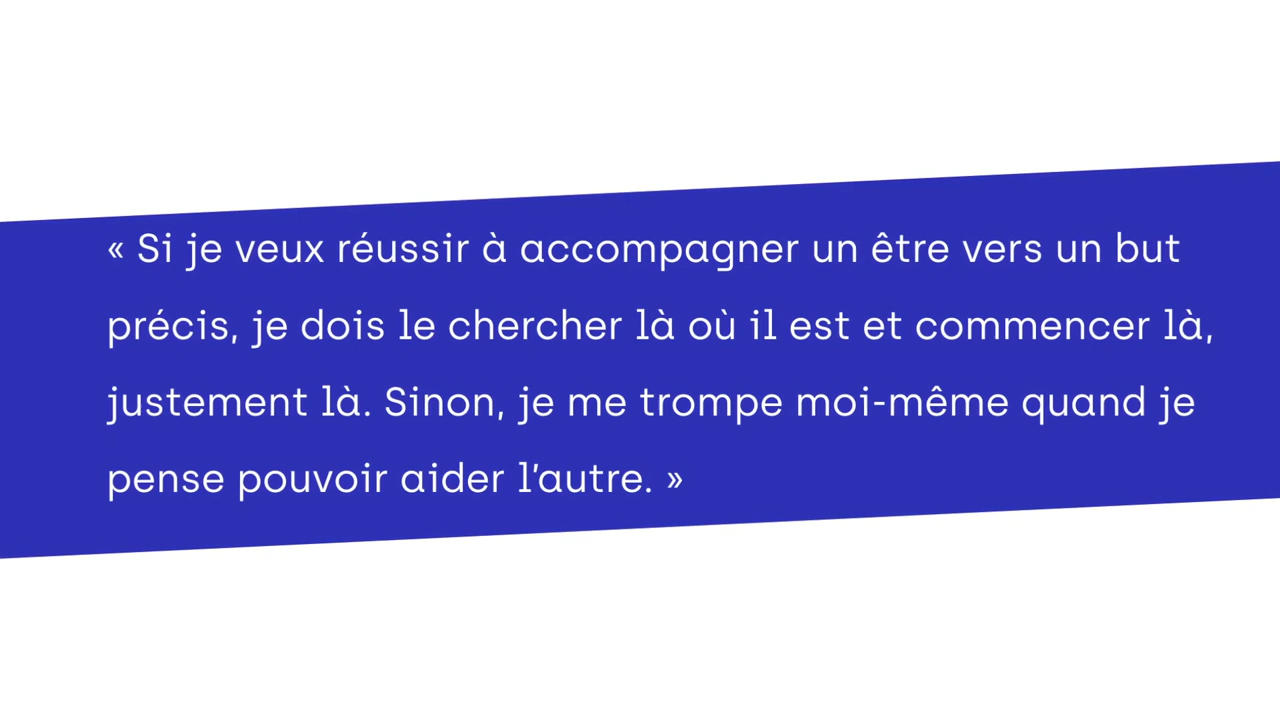 « Si je veux réussir à accompagner un être vers un but
précis, je dois le chercher là où il est et commencer là,
justement là. Sinon, je me trompe moi-même quand je
pense pouvoir aider l’autre. »